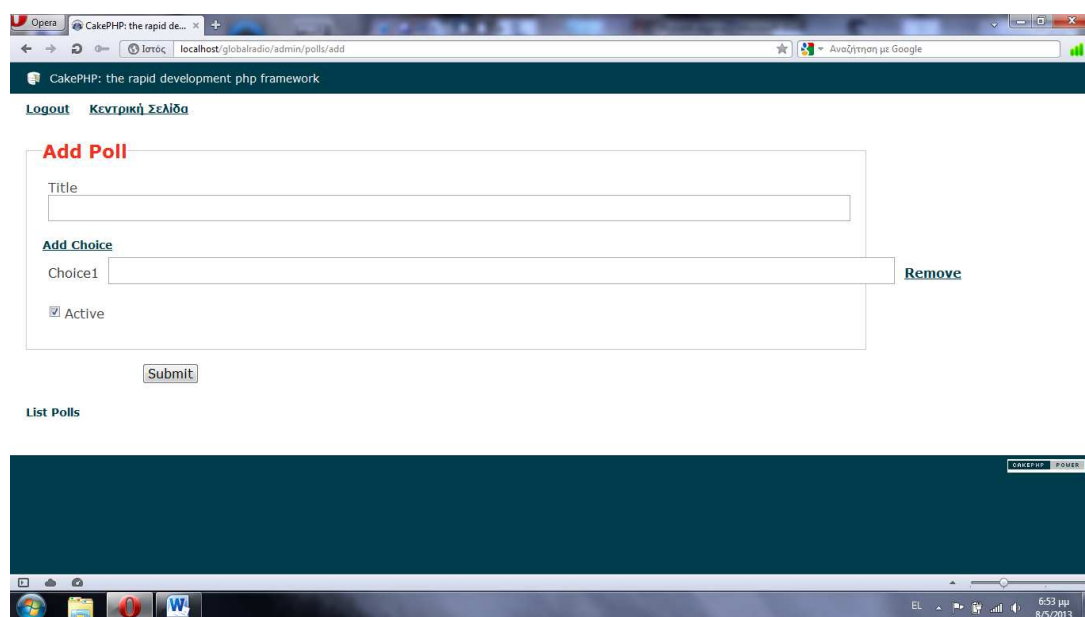 Opera CakePHP: the rapid de... × +
Ιστός localhost/globalradio/admin/polls/add Αναζήτηση με Google
CakePHP: the rapid development php framework
Logout Κεντρική Σελίδα
Add Poll
Title
Add Choice
Choice1 Remove
Active
Submit
List Polls
CAKEPHP POWER
EL 6:53 μμ
8/5/2013